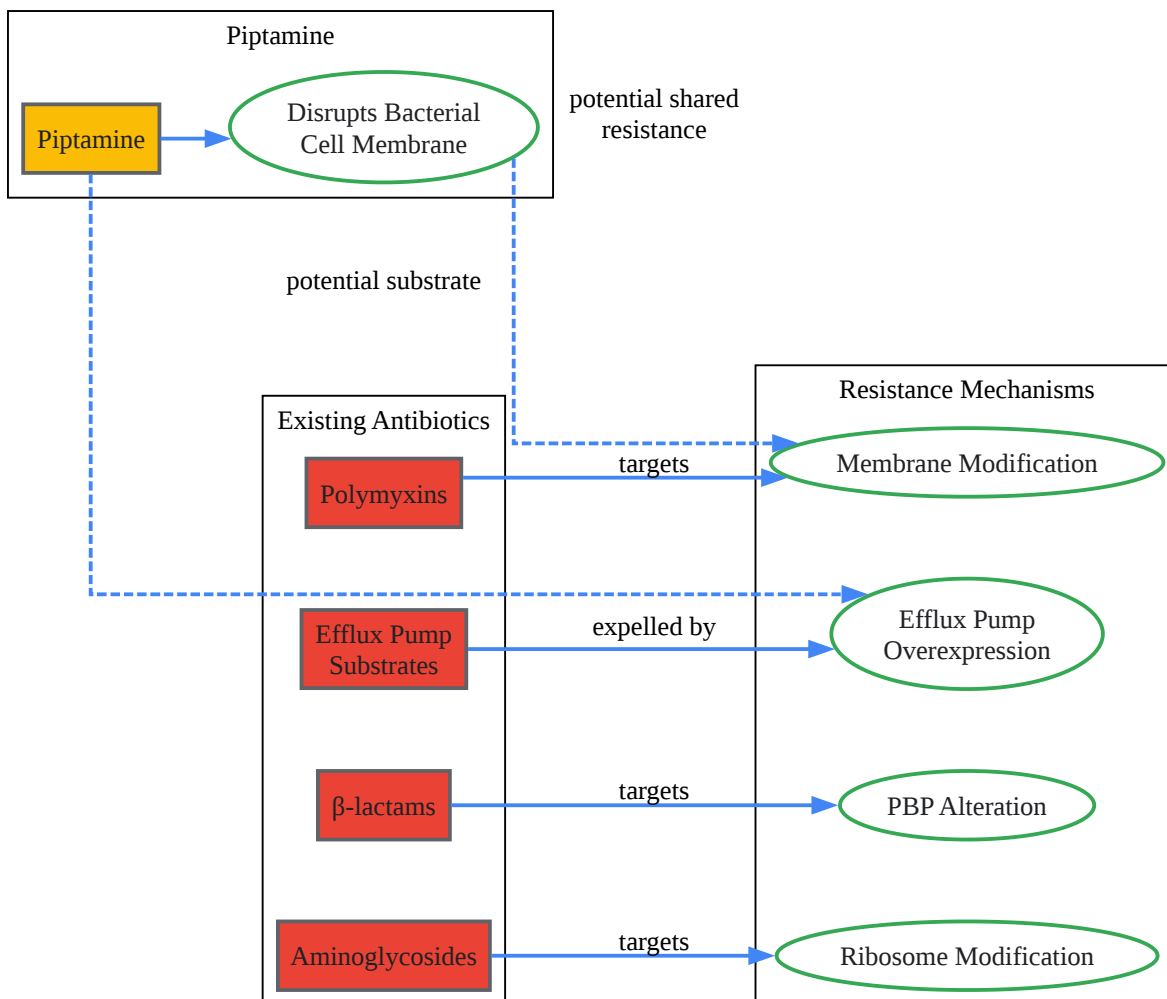 Piptamine
Piptamine
Disrupts Bacterial
Cell Membrane
potential shared
resistance
potential substrate
Existing Antibiotics
Resistance Mechanisms
Polymyxins
targets
Membrane Modification
Efflux Pump
Substrates
expelled by
Efflux Pump
Overexpression
β-lactams
targets
PBP Alteration
Aminoglycosides
targets
Ribosome Modification